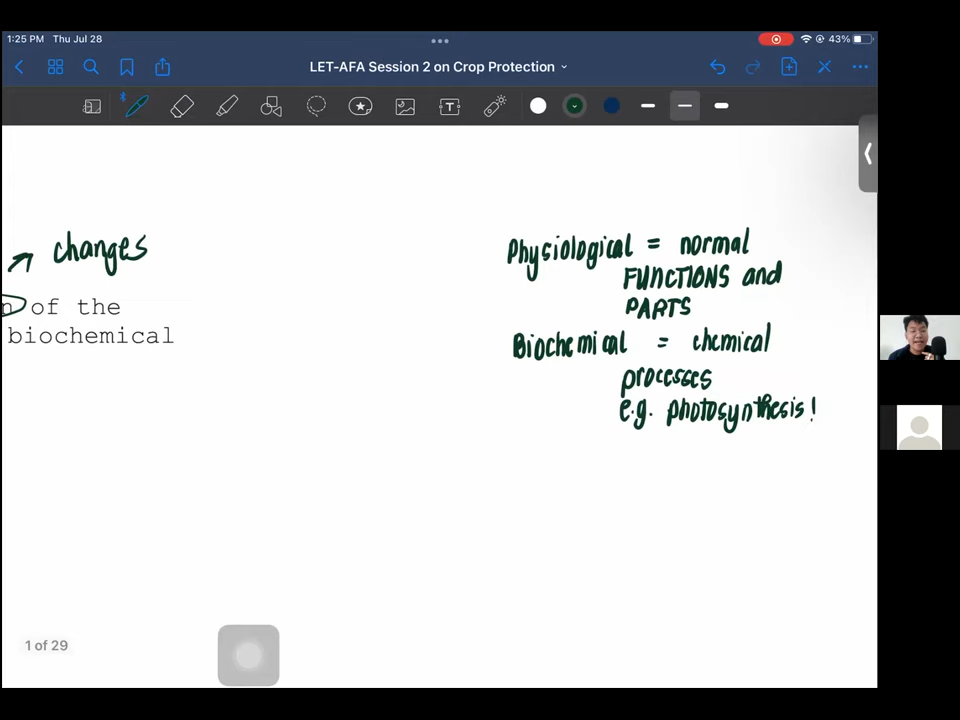 1:25 PM Thu Jul 28
43%
LET-AFA Session 2 on Crop Protection
T
changes
n of the
biochemical
Physiological = normal
FUNCTIONS and
PARTS
Biochemical = chemical
processes
e.g. photosynthesis!
1 of 29